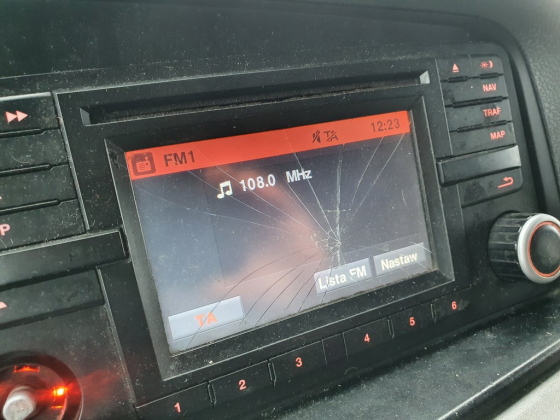 FM1 TA 12:23
108.0 MHz
Lista FM Nastaw
TA
NAV
TRAF
MAP
P
1 2 3 4 5 6